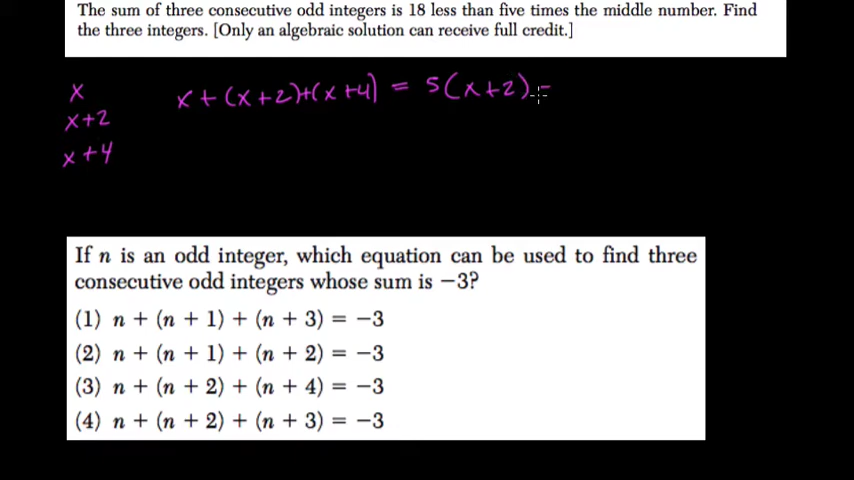 The sum of three consecutive odd integers is 18 less than five times the middle number. Find
the three integers. [Only an algebraic solution can receive full credit.]
x
x+2
x+4
x+(x+2)+(x+4) = 5(x+2) -
If n is an odd integer, which equation can be used to find three
consecutive odd integers whose sum is −3?
(1) n + (n + 1) + (n + 3) = −3
(2) n + (n + 1) + (n + 2) = −3
(3) n + (n + 2) + (n + 4) = −3
(4) n + (n + 2) + (n + 3) = −3